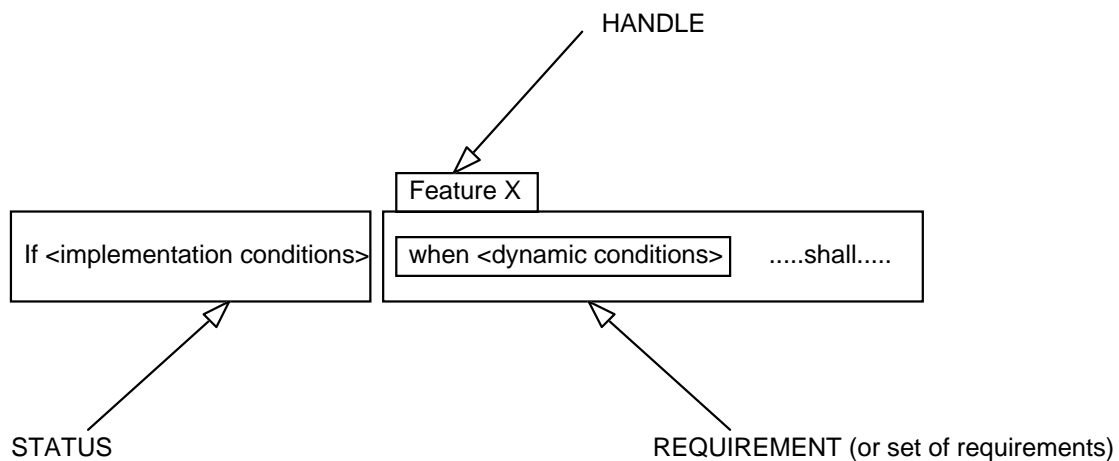 HANDLE
Feature X
If <implementation conditions>
when <dynamic conditions>
.....shall.....
STATUS
REQUIREMENT (or set of requirements)